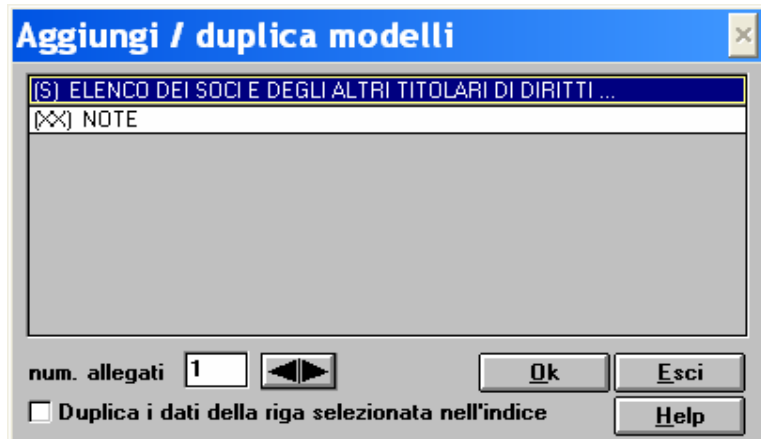 Aggiungi / duplica modelli
(S) ELENCO DEI SOCI E DEGLI ALTRI TITOLARI DI DIRITTI ...
(XX) NOTE
num. allegati 1 Ok Esci
Duplica i dati della riga selezionata nell'indice Help